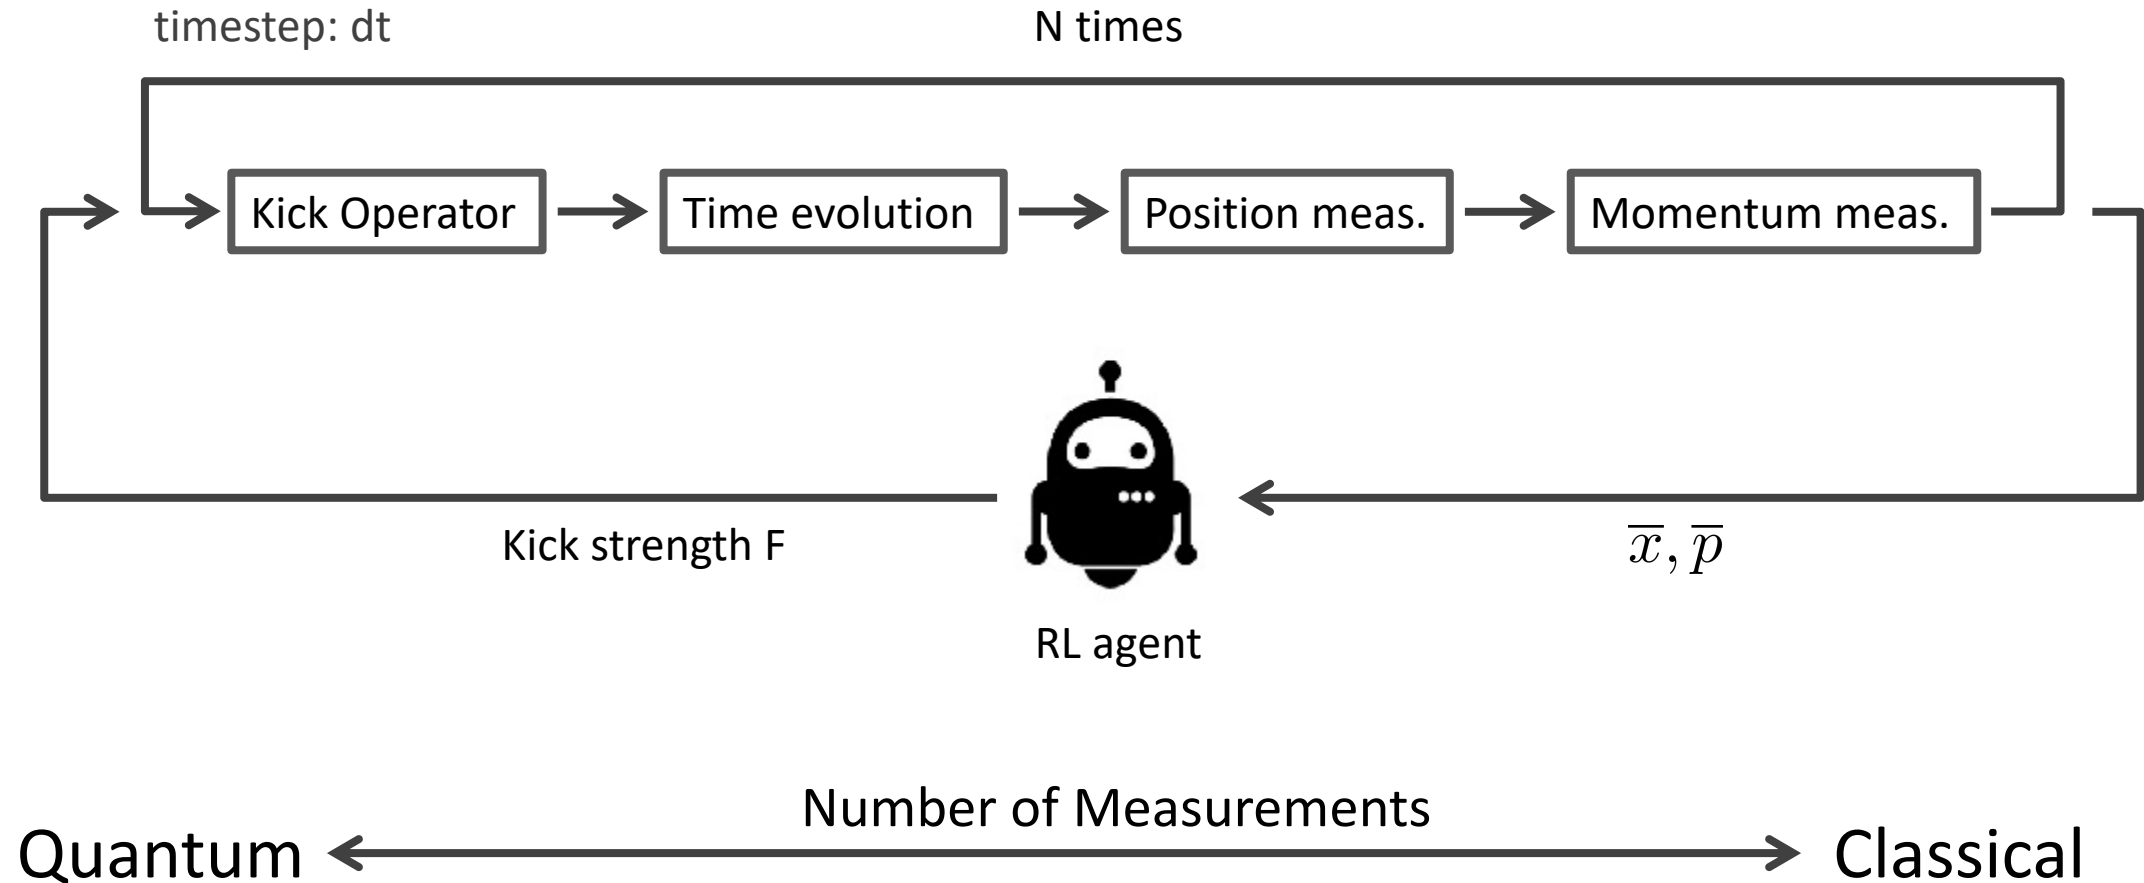 timestep: dt
N times
Kick Operator
Time evolution
Position meas.
Momentum meas.
Kick strength F
x̅, p̅
RL agent
Number of Measurements
Quantum
Classical